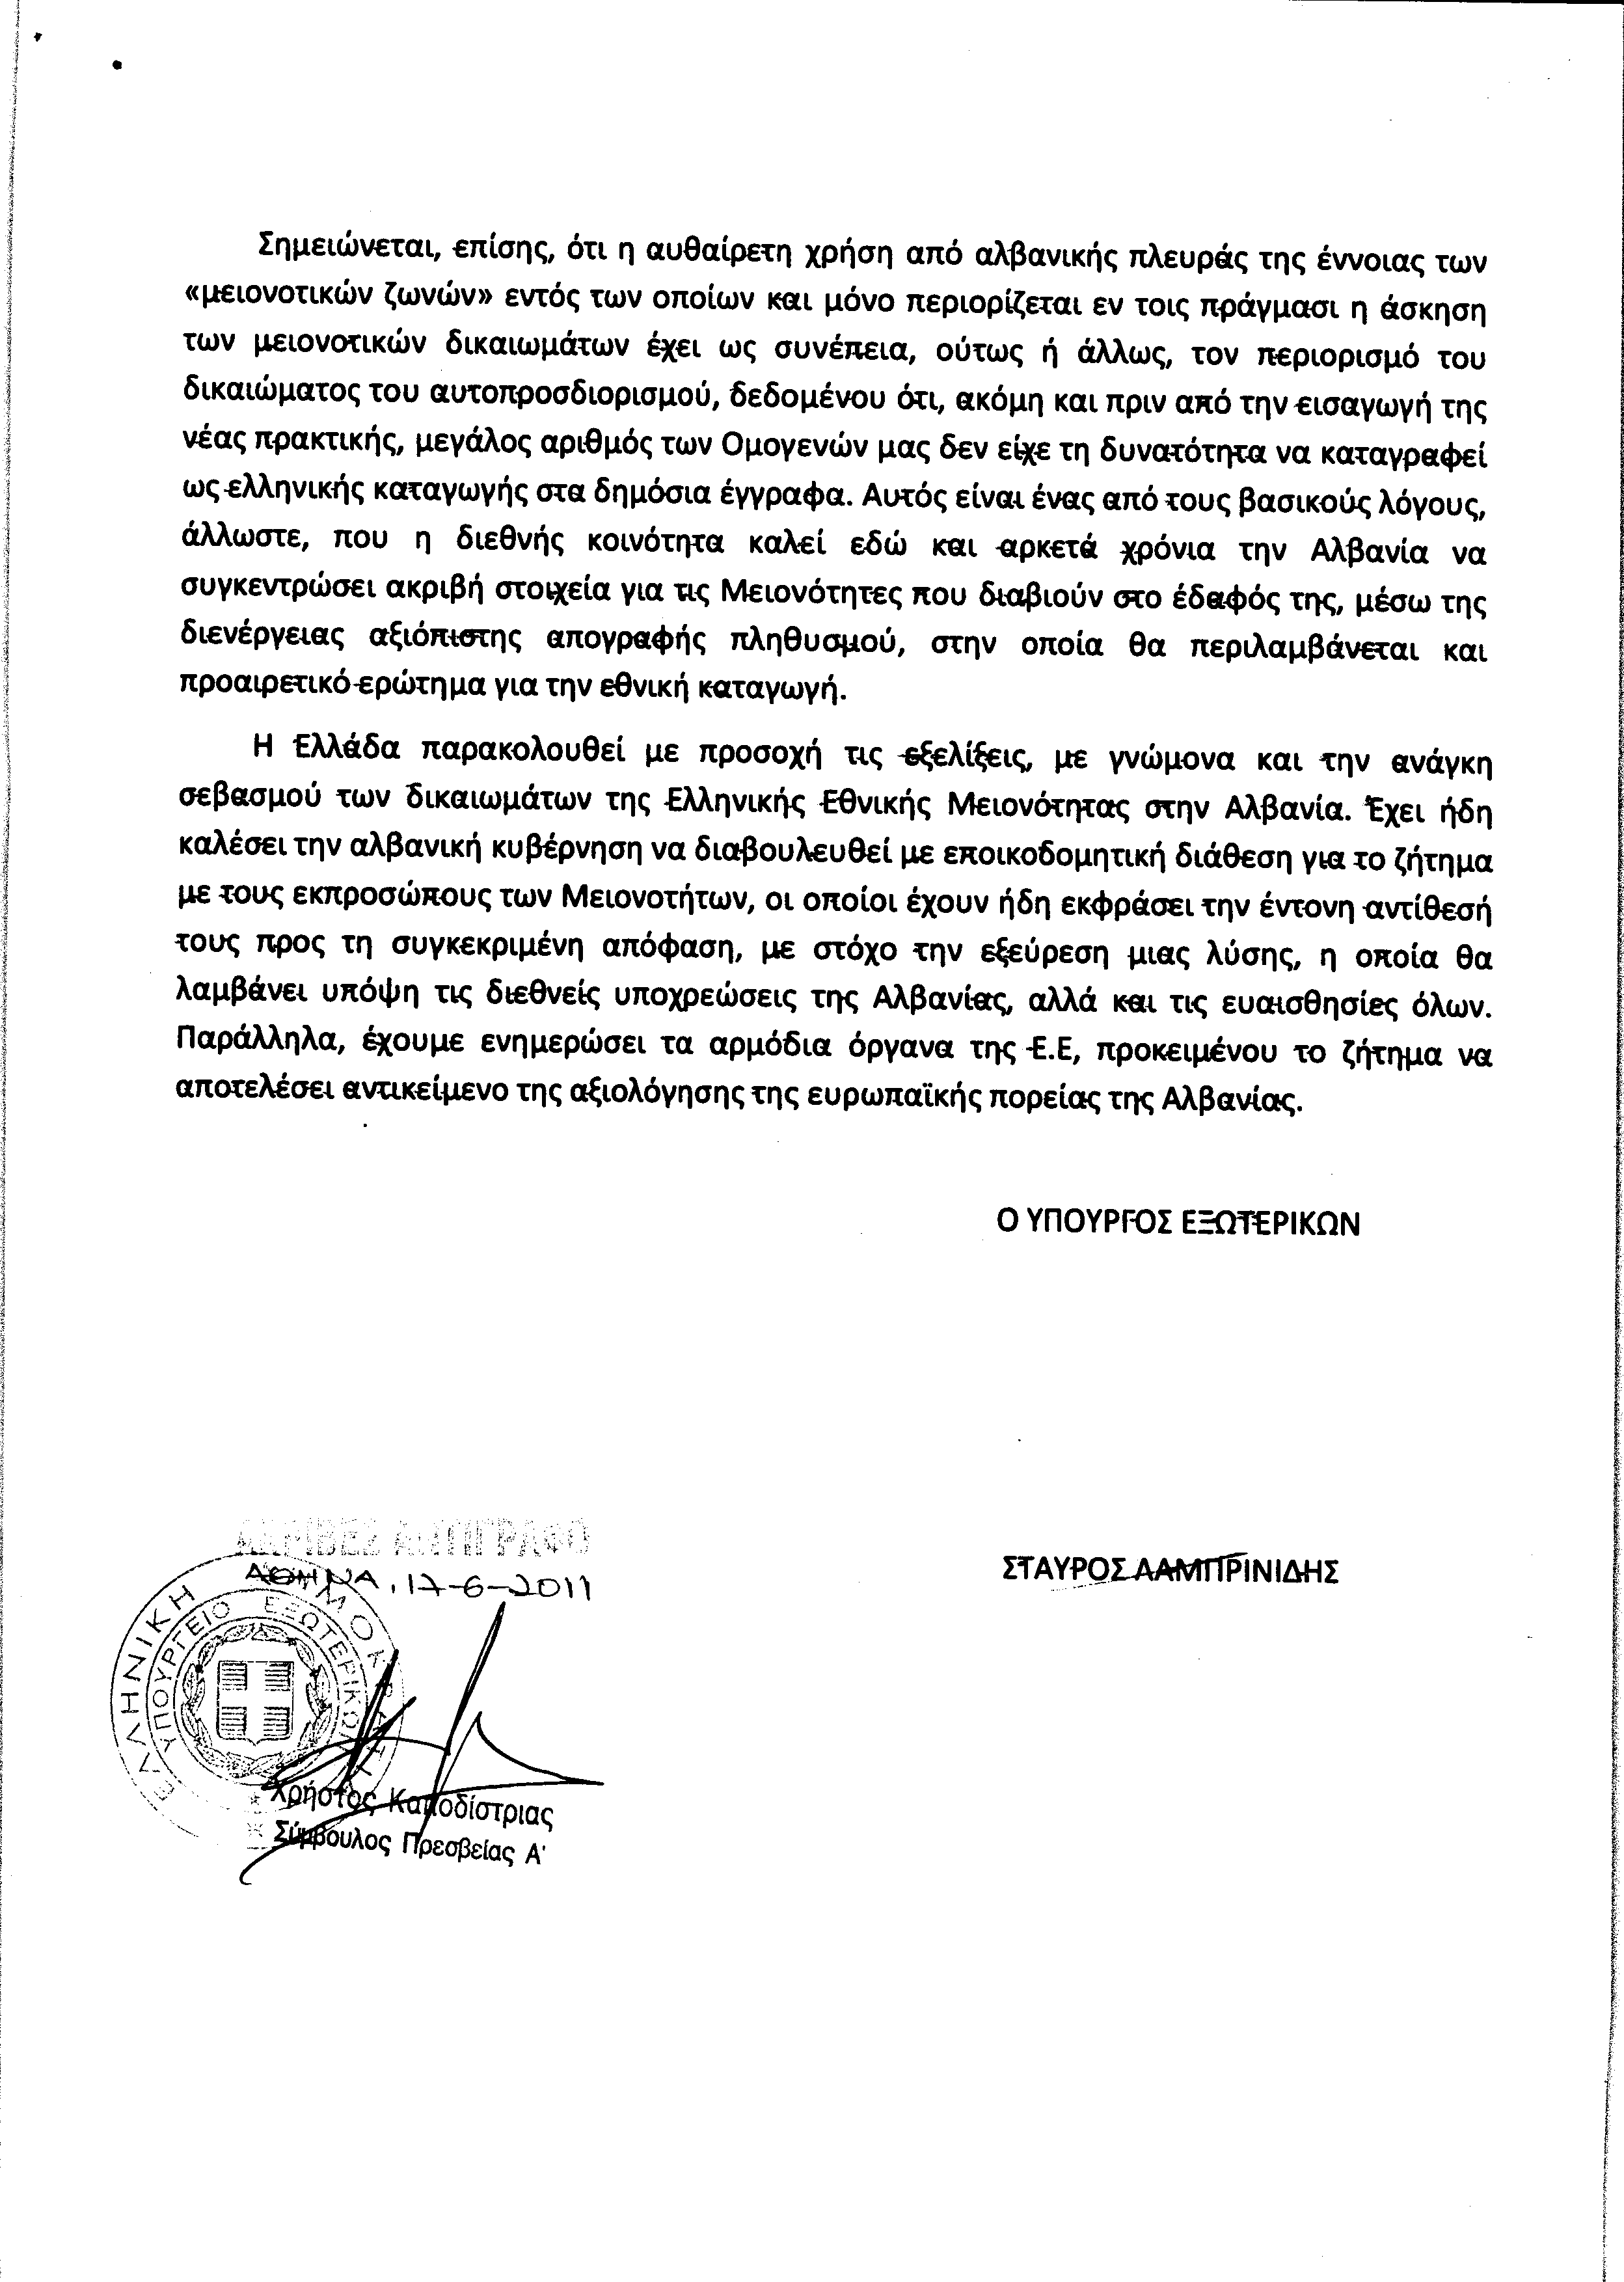 Σημειώνεται, επίσης, ότι η αυθαίρετη χρήση από αλβανικής πλευράς της έννοιας των
«μειονοτικών ζωνών» εντός των οποίων και μόνο περιορίζεται εν τοις πράγμασι η άσκηση
των μειονοτικών δικαιωμάτων έχει ως συνέπεια, ούτως ή άλλως, τον περιορισμό του
δικαιώματος του αυτοπροσδιορισμού, δεδομένου ότι, ακόμη και πριν από την εισαγωγή της
νέας πρακτικής, μεγάλος αριθμός των Ομογενών μας δεν είχε τη δυνατότητα να καταγραφεί
ως ελληνικής καταγωγής στα δημόσια έγγραφα. Αυτός είναι ένας από τους βασικούς λόγους,
άλλωστε, που η διεθνής κοινότητα καλεί εδώ και αρκετά χρόνια την Αλβανία να
συγκεντρώσει ακριβή στοιχεία για τις Μειονότητες που διαβιούν στο έδαφός της, μέσω της
διενέργειας αξιόπιστης απογραφής πληθυσμού, στην οποία θα περιλαμβάνεται και
προαιρετικό ερώτημα για την εθνική καταγωγή.
Η Ελλάδα παρακολουθεί με προσοχή τις εξελίξεις, με γνώμονα και την ανάγκη
σεβασμού των δικαιωμάτων της Ελληνικής Εθνικής Μειονότητας στην Αλβανία. Έχει ήδη
καλέσει την αλβανική κυβέρνηση να διαβουλευθεί με εποικοδομητική διάθεση για το ζήτημα
με τους εκπροσώπους των Μειονοτήτων, οι οποίοι έχουν ήδη εκφράσει την έντονη αντίθεσή
τους προς τη συγκεκριμένη απόφαση, με στόχο την εξεύρεση μιας λύσης, η οποία θα
λαμβάνει υπόψη τις διεθνείς υποχρεώσεις της Αλβανίας, αλλά και τις ευαισθησίες όλων.
Παράλληλα, έχουμε ενημερώσει τα αρμόδια όργανα της Ε.Ε, προκειμένου το ζήτημα να
αποτελέσει αντικείμενο της αξιολόγησης της ευρωπαϊκής πορείας της Αλβανίας.
Ο ΥΠΟΥΡΓΟΣ ΕΞΩΤΕΡΙΚΩΝ
ΣΤΑΥΡΟΣ ΛΑΜΠΡΙΝΙΔΗΣ
ΑΘΗΝΑ, 17-6-2011
ΕΛΛΗΝΙΚΗ
ΥΠΟΥΡΓΕΙΟ ΕΞΩΤΕΡΙΚΩΝ
Χρήστος Καποδίστριας
Σύμβουλος Πρεσβείας Α'